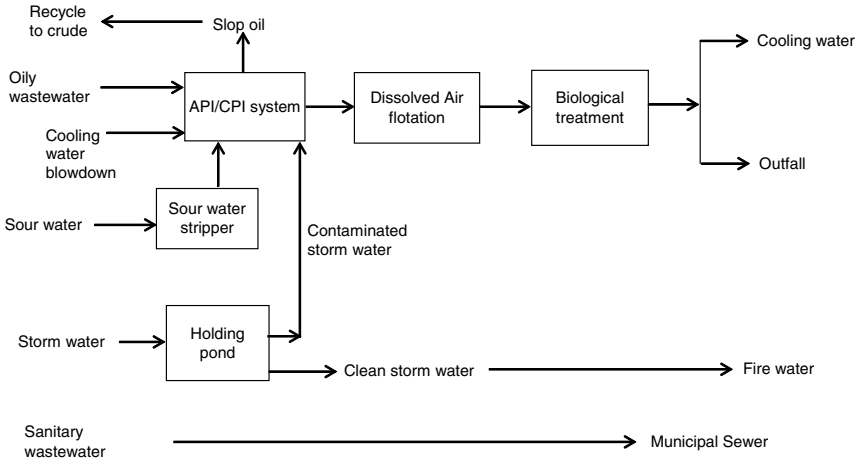 Recycle
to crude
Slop oil
Cooling water
Oily
wastewater
API/CPI system
Dissolved Air
flotation
Biological
treatment
Cooling
water
blowdown
Outfall
Sour water
Sour water
stripper
Contaminated
storm water
Storm water
Holding
pond
Clean storm water
Fire water
Sanitary
wastewater
Municipal Sewer